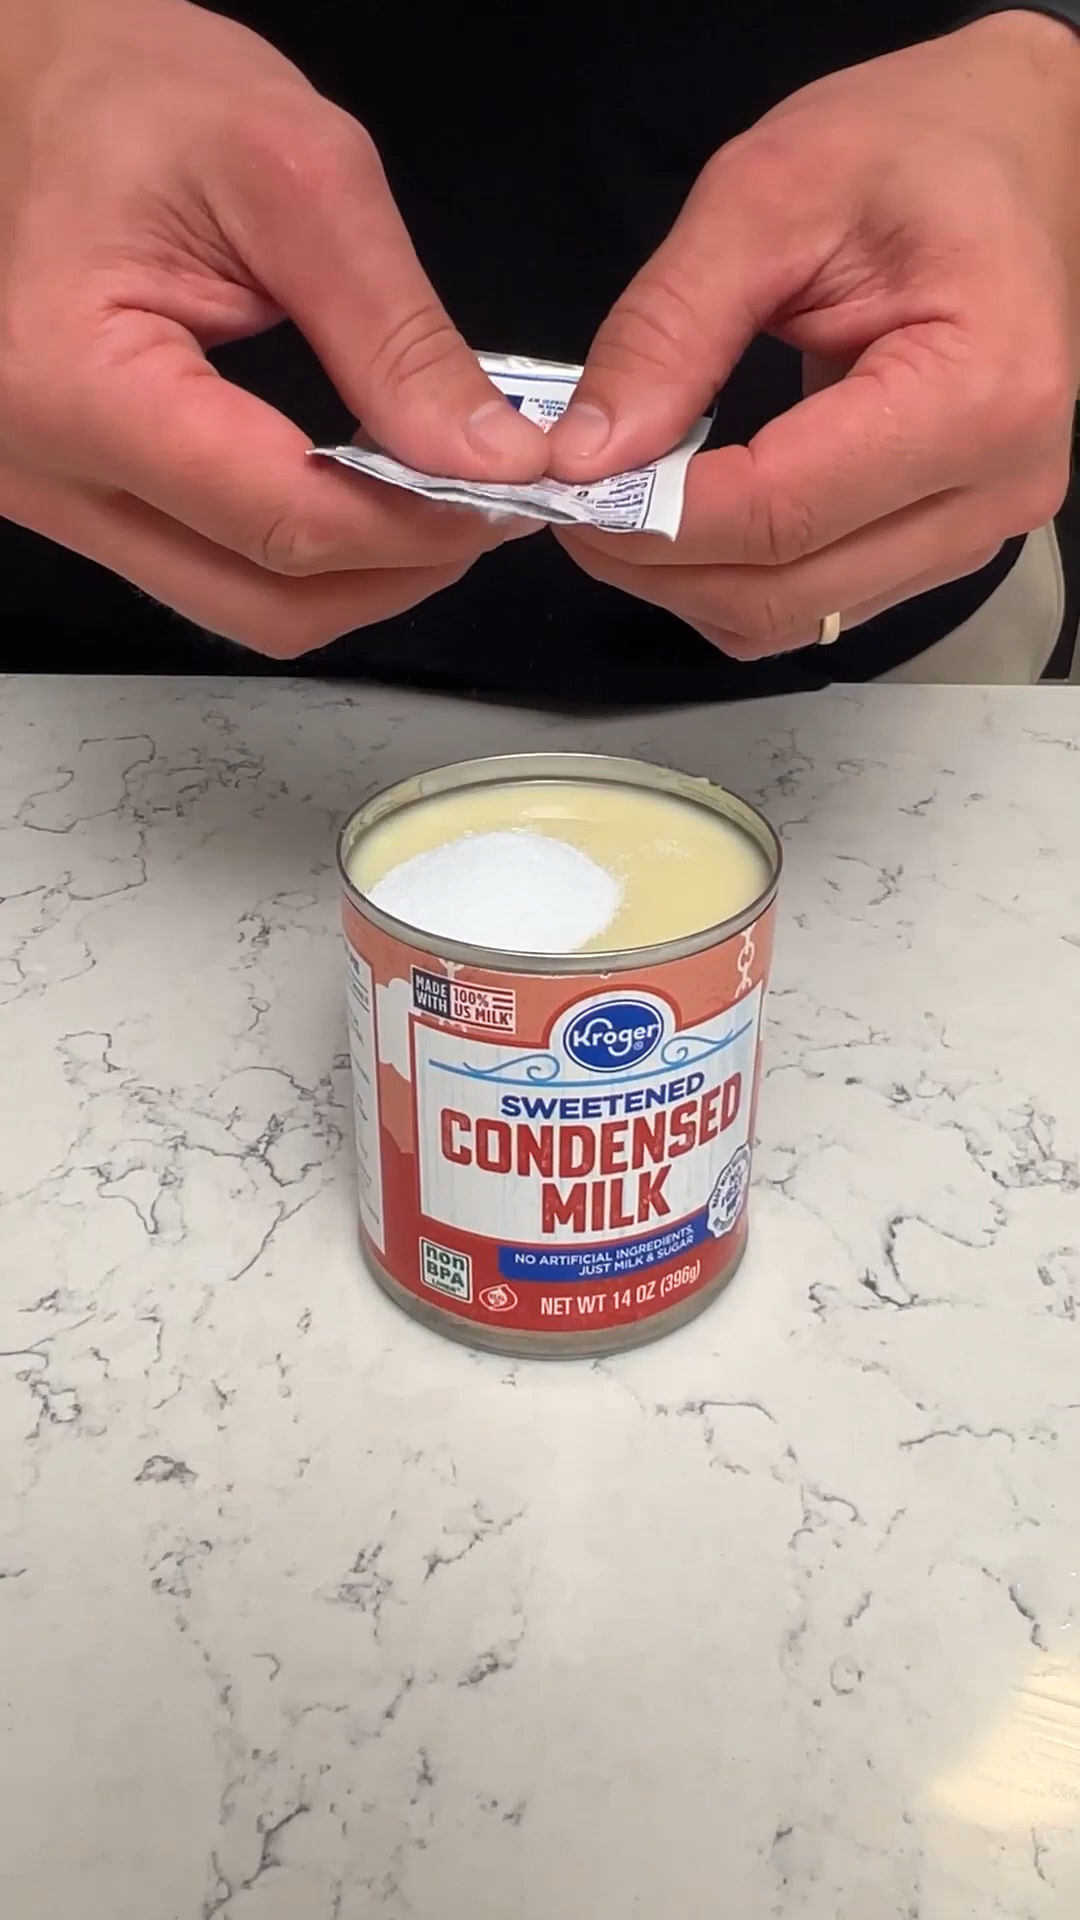 MADE
WITH
100%
US MILK
Kroger
SWEETENED
CONDENSED
MILK
NO ARTIFICIAL INGREDIENTS,
JUST MILK & SUGAR
non
BPA
NET WT 14 OZ (396g)